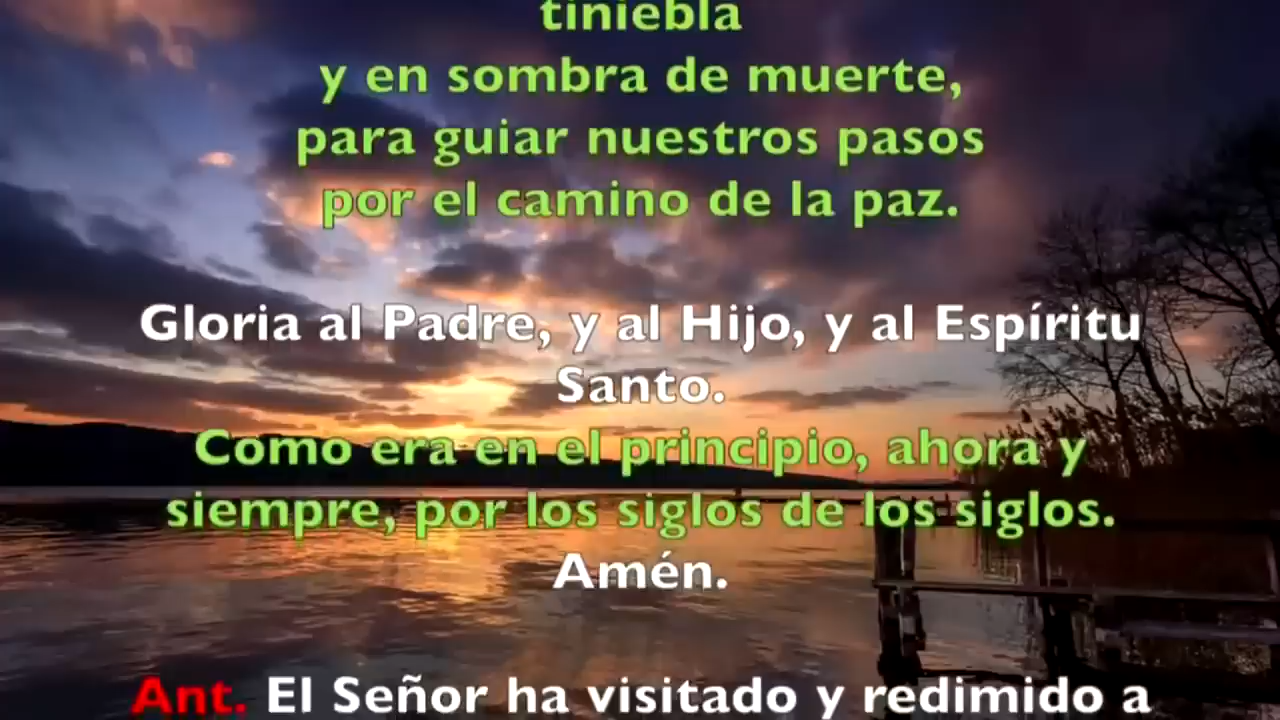 tiniebla
y en sombra de muerte,
para guiar nuestros pasos
por el camino de la paz.
Gloria al Padre, y al Hijo, y al Espíritu
Santo.
Como era en el principio, ahora y
siempre, por los siglos de los siglos.
Amén.
Ant. El Señor ha visitado y redimido a